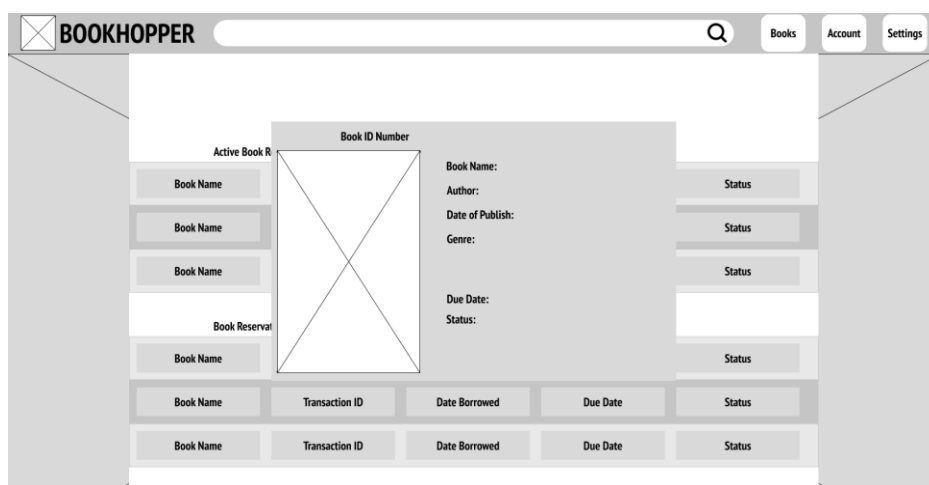 BOOKHOPPER Books Account Settings
Book ID Number
Active Book R
Book Name:
Book Name Status
Author:
Date of Publish:
Book Name Status
Genre:
Book Name Status
Due Date:
Status:
Book Reservat
Book Name Status
Book Name Transaction ID Date Borrowed Due Date Status
Book Name Transaction ID Date Borrowed Due Date Status